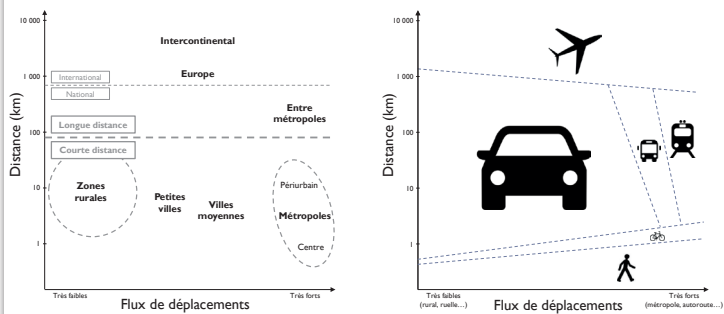 10 000
1 000
100
10
1
Distance (km)
Intercontinental
Europe
International
National
Entre
métropoles
Longue distance
Courte distance
Zones
rurales
Petites
villes
Villes
moyennes
Périurbain
Métropoles
Centre
Très faibles
Flux de déplacements
Très forts
10 000
1 000
100
10
1
Distance (km)
Très faibles
(rural, ruelle...)
Flux de déplacements
Très forts
(métropole, autoroute...)